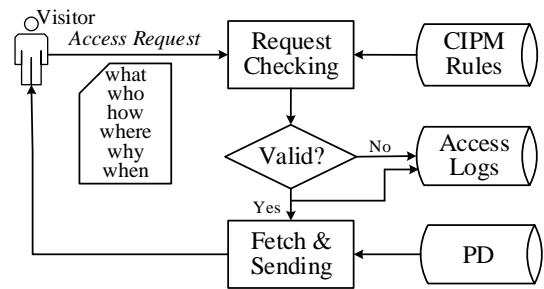 Visitor
Access Request
what
who
how
where
why
when
Request
Checking
CIPM
Rules
Valid?
No
Access
Logs
Yes
Fetch &
Sending
PD